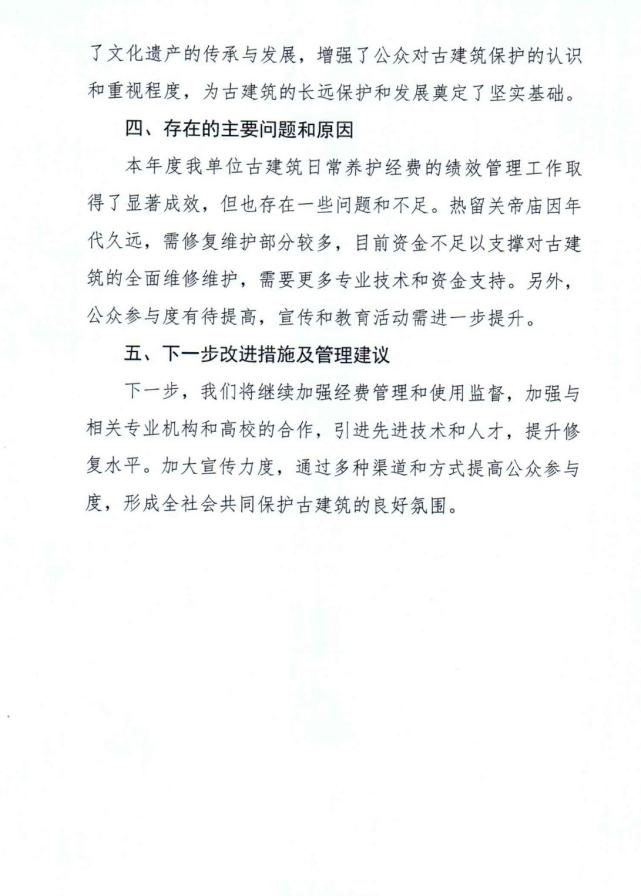 了文化遗产的传承与发展，增强了公众对古建筑保护的认识
和重视程度，为古建筑的长远保护和发展奠定了坚实基础。
四、存在的主要问题和原因
本年度我单位古建筑日常养护经费的绩效管理工作取
得了显著成效，但也存在一些问题和不足。热留关帝庙因年
代久远，需修复维护部分较多，目前资金不足以支撑对古建
筑的全面维修维护，需要更多专业技术和资金支持。另外，
公众参与度有待提高，宣传和教育活动需进一步提升。
五、下一步改进措施及管理建议
下一步，我们将继续加强经费管理和使用监督，加强与
相关专业机构和高校的合作，引进先进技术和人才，提升修
复水平。加大宣传力度，通过多种渠道和方式提高公众参与
度，形成全社会共同保护古建筑的良好氛围。